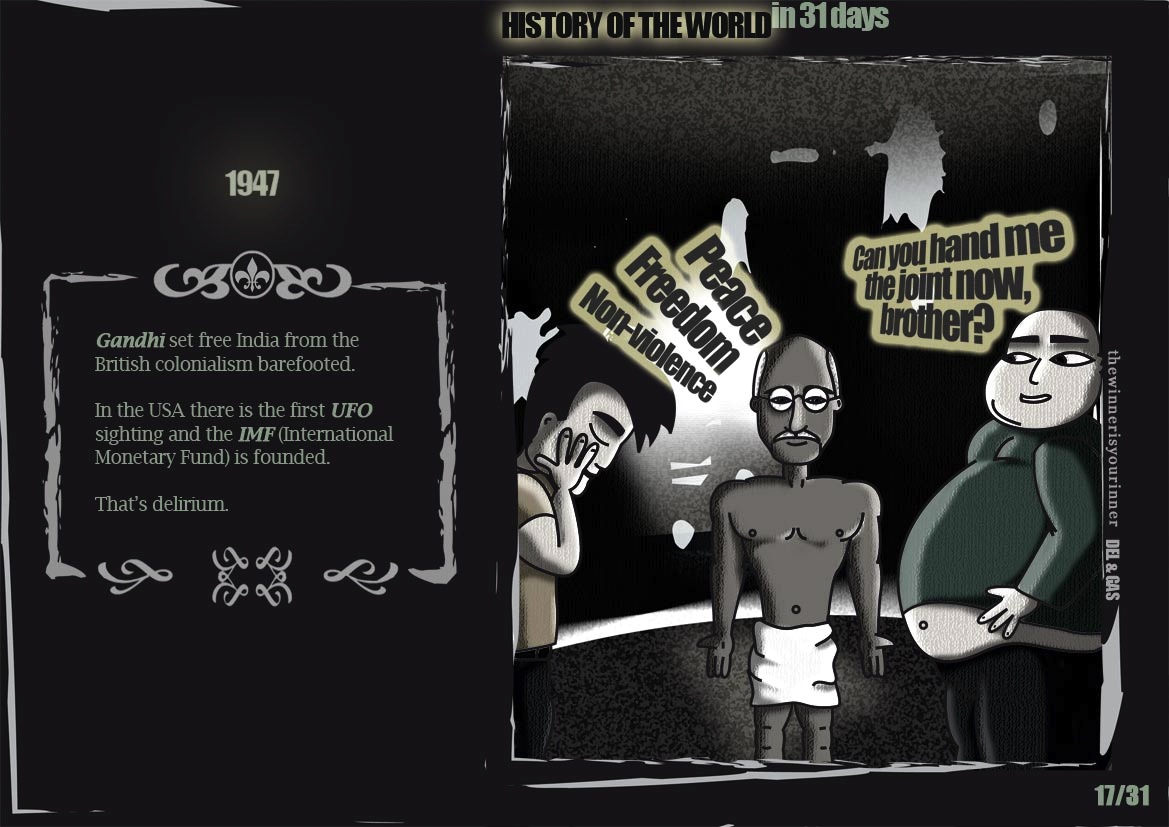 HISTORY OF THE WORLD in 31 days
1947
Gandhi set free India from the
British colonialism barefooted.
In the USA there is the first UFO
sighting and the IMF (International
Monetary Fund) is founded.
That's delirium.
Peace
Freedom
Non-violence
Can you hand me
the joint now,
brother?
thewinnerisyourinner DEL & GAS
17/31